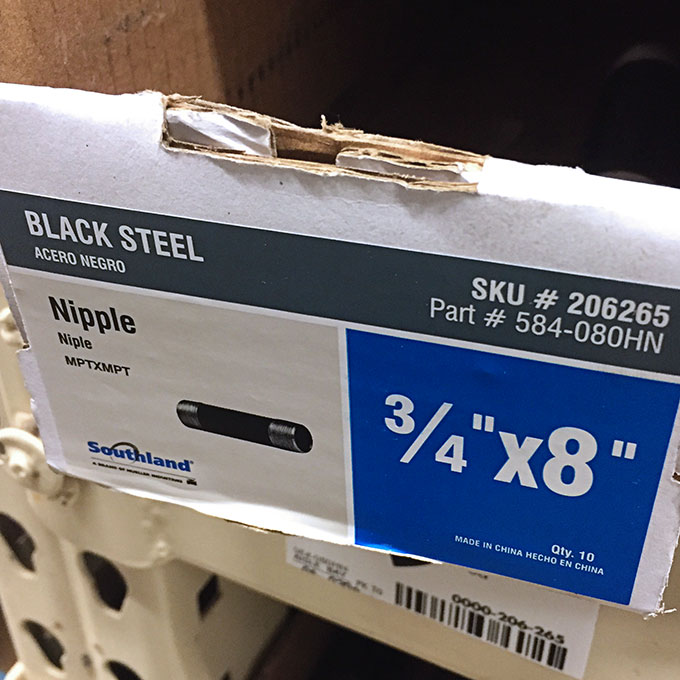 BLACK STEEL
ACERO NEGRO
SKU # 206265
Part # 584-080HN
Nipple
Niple
MPTXMPT
Southland
3/4"x8"
Qty. 10
MADE IN CHINA HECHO EN CHINA
0000-206-265